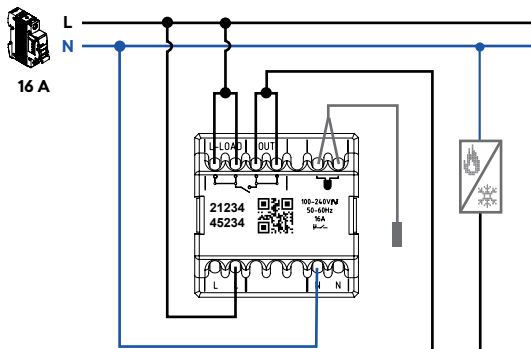 L
N
16 A
L-LOAD OUT
21234
45234
100-240V
50-60Hz
16A
µ
L L N N